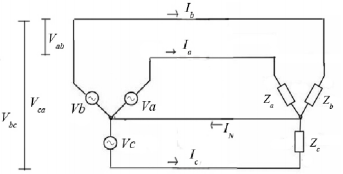 I_b
V_ab
I_a
V_bc
V_ca
Vb
Va
Z_a
Z_b
I_N
Vc
Z_c
I_c